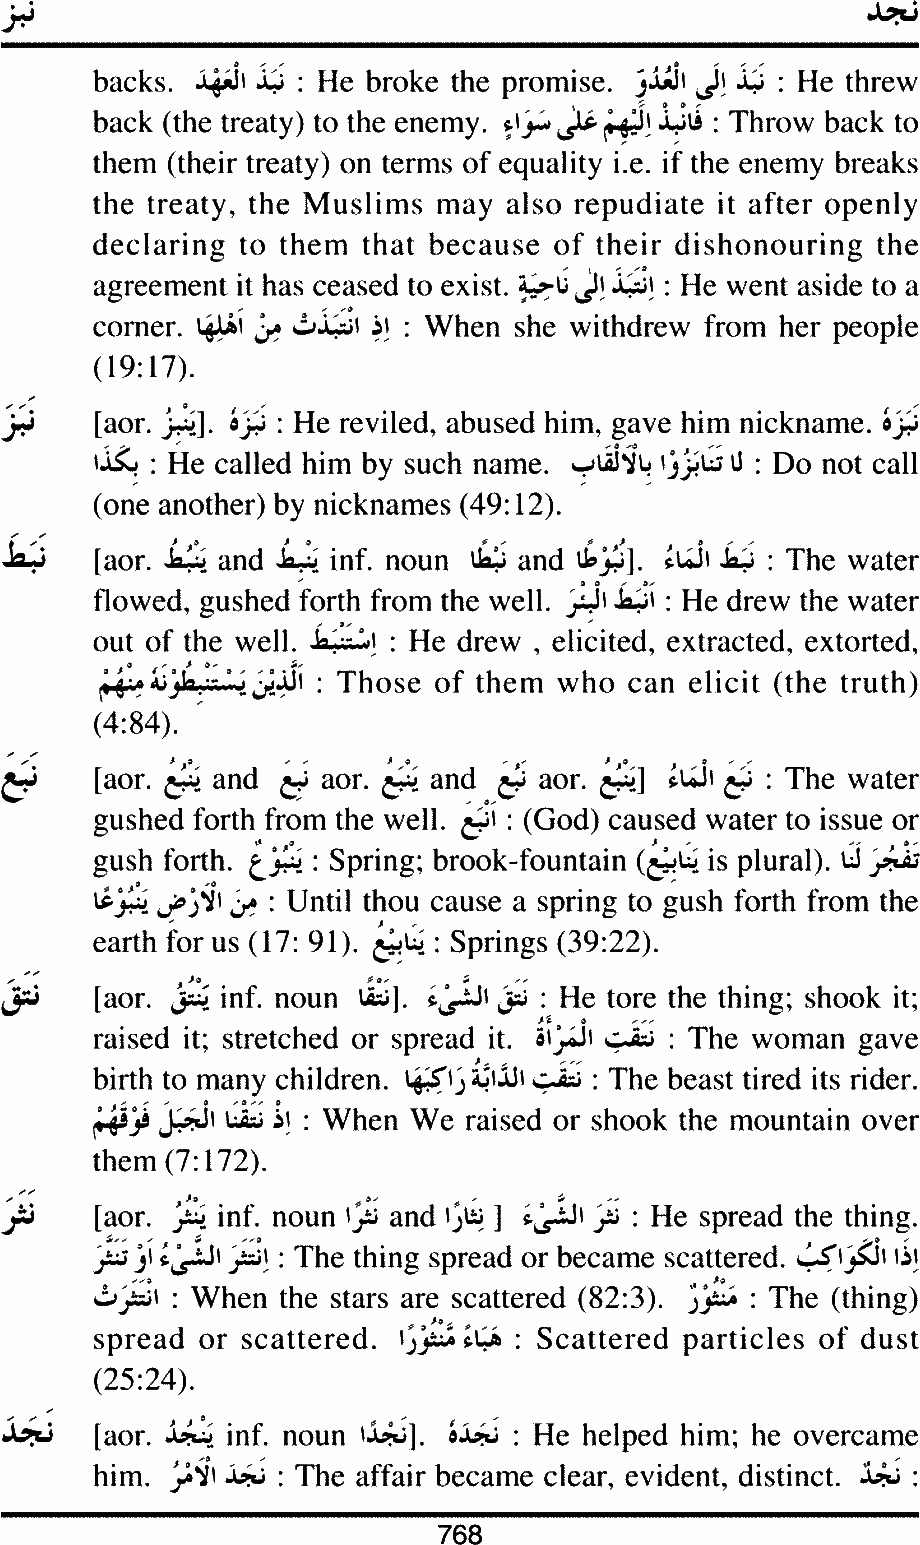 نبز نجد
backs. نَبَذَ الْعَهْدَ : He broke the promise. نَبَذَ اِلَى الْعُدُوِّ : He threw
back (the treaty) to the enemy. فَانْبِذْ اِلَيْهِمْ عَلٰى سَوَاءٍ : Throw back to
them (their treaty) on terms of equality i.e. if the enemy breaks
the treaty, the Muslims may also repudiate it after openly
declaring to them that because of their dishonouring the
agreement it has ceased to exist. اِنْتَبَذَ اِلٰى نَاحِيَةٍ : He went aside to a
corner. اِذِ انْتَبَذَتْ مِنْ اَهْلِهَا : When she withdrew from her people
(19:17).
نَبَزَ [aor. يَنْبِزُ]. نَبَزَهٗ : He reviled, abused him, gave him nickname. نَبَزَهٗ
بِكَذَا : He called him by such name. لَا تَنَابَزُوْا بِالْاَلْقَابِ : Do not call
(one another) by nicknames (49:12).
نَبَطَ [aor. يَنْبُطُ and يَنْبِطُ inf. noun نَبْطًا and نُبُوْطًا]. نَبَطَ الْمَاءُ : The water
flowed, gushed forth from the well. اَنْبَطَ الْبِئْرَ : He drew the water
out of the well. اِسْتَنْبَطَ : He drew , elicited, extracted, extorted,
اَلَّذِيْنَ يَسْتَنْبِطُوْنَهٗ مِنْهُمْ : Those of them who can elicit (the truth)
(4:84).
نَبَعَ [aor. يَنْبُعُ and نَبِعَ aor. يَنْبَعُ and نَبُعَ aor. يَنْبُعُ] نَبَعَ الْمَاءُ : The water
gushed forth from the well. اَنْبَعَ : (God) caused water to issue or
gush forth. يَنْبُوْعٌ : Spring; brook-fountain (يَنَابِيْعُ is plural). تَفْجُرَ لَنَا
مِنَ الْاَرْضِ يَنْبُوْعًا : Until thou cause a spring to gush forth from the
earth for us (17: 91). يَنَابِيْعُ : Springs (39:22).
نَتَقَ [aor. يَنْتُقُ inf. noun نَتْقًا]. نَتَقَ الشَّىْءَ : He tore the thing; shook it;
raised it; stretched or spread it. نَتَقَتِ الْمَرْأَةُ : The woman gave
birth to many children. نَتَقَتِ الدَّابَّةُ رَاكِبَهَا : The beast tired its rider.
اِذْ نَتَقْنَا الْجَبَلَ فَوْقَهُمْ : When We raised or shook the mountain over
them (7:172).
نَثَرَ [aor. يَنْثُرُ inf. noun نَثْرًا and نِثَارًا ] نَثَرَ الشَّىْءَ : He spread the thing.
اِنْتَثَرَ الشَّىْءُ اَوْ تَنَثَّرَ : The thing spread or became scattered. اِذَا الْكَوَاكِبُ
انْتَثَرَتْ : When the stars are scattered (82:3). مَنْثُوْرٌ : The (thing)
spread or scattered. هَبَاءً مَّنْثُوْرًا : Scattered particles of dust
(25:24).
نَجَدَ [aor. يَنْجُدُ inf. noun نَجْدًا]. نَجَدَهٗ : He helped him; he overcame
him. نَجَدَ الْاَمْرُ : The affair became clear, evident, distinct. نَجْدٌ :
768